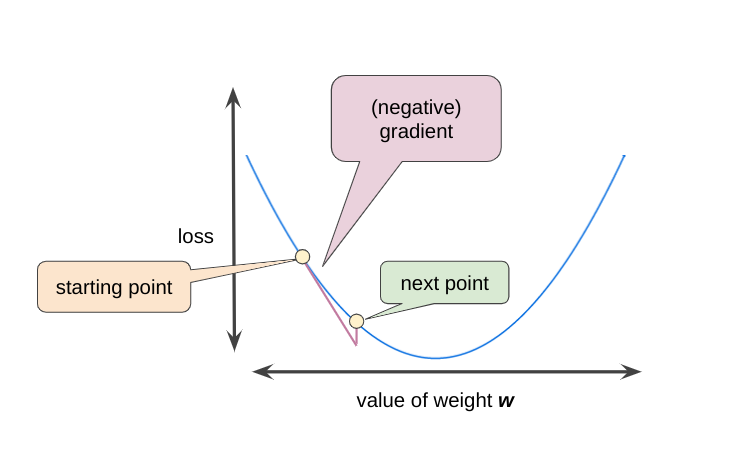 (negative)
gradient
loss
starting point
next point
value of weight w